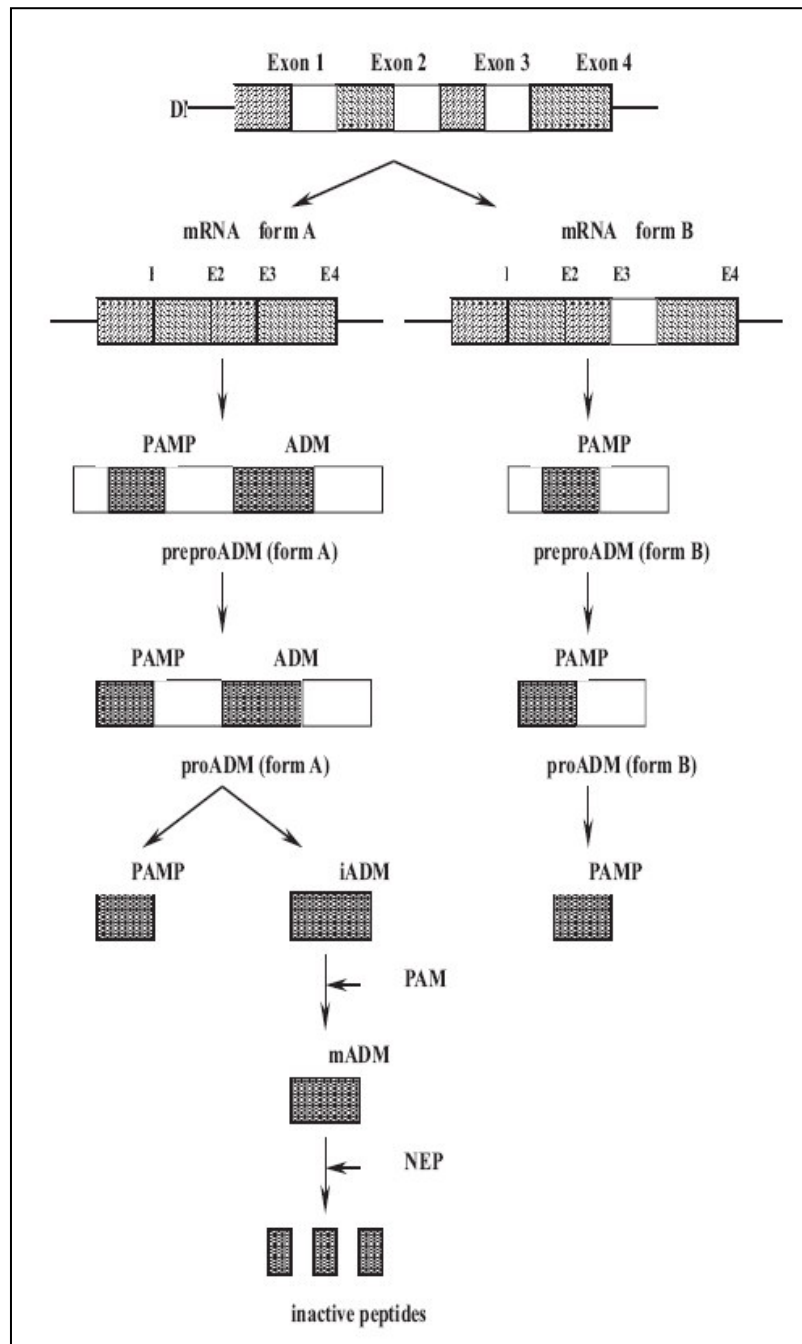 Exon 1 Exon 2 Exon 3 Exon 4
mRNA form A mRNA form B
E2 E3 E4 E2 E3 E4
PAMP ADM PAMP
preproADM (form A) preproADM (form B)
PAMP ADM PAMP
proADM (form A) proADM (form B)
PAMP iADM PAMP
PAM
mADM
NEP
inactive peptides